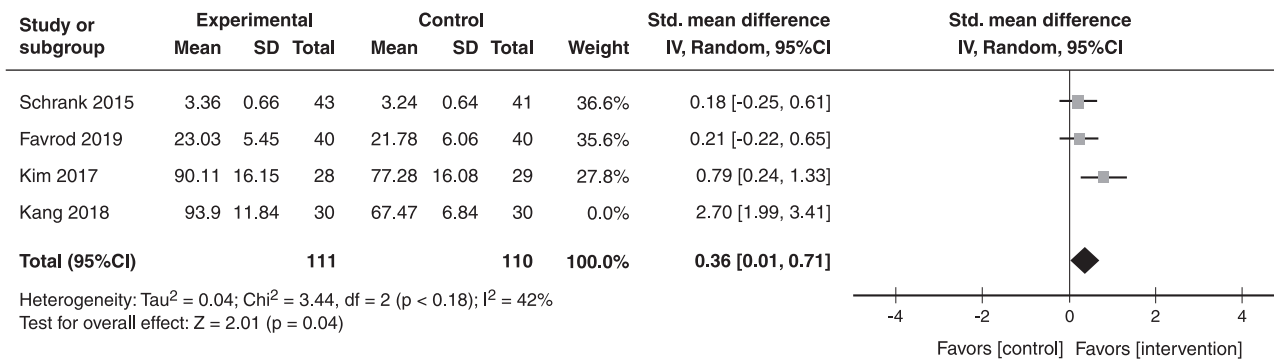 Study or subgroup Experimental Control Std. mean difference Std. mean difference
Mean SD Total Mean SD Total Weight IV, Random, 95%CI IV, Random, 95%CI
Schrank 2015 3.36 0.66 43 3.24 0.64 41 36.6% 0.18 [-0.25, 0.61]
Favrod 2019 23.03 5.45 40 21.78 6.06 40 35.6% 0.21 [-0.22, 0.65]
Kim 2017 90.11 16.15 28 77.28 16.08 29 27.8% 0.79 [0.24, 1.33]
Kang 2018 93.9 11.84 30 67.47 6.84 30 0.0% 2.70 [1.99, 3.41]
Total (95%CI) 111 110 100.0% 0.36 [0.01, 0.71]
Heterogeneity: Tau² = 0.04; Chi² = 3.44, df = 2 (p < 0.18); I² = 42%
Test for overall effect: Z = 2.01 (p = 0.04)
-4 -2 0 2 4
Favors [control] Favors [intervention]